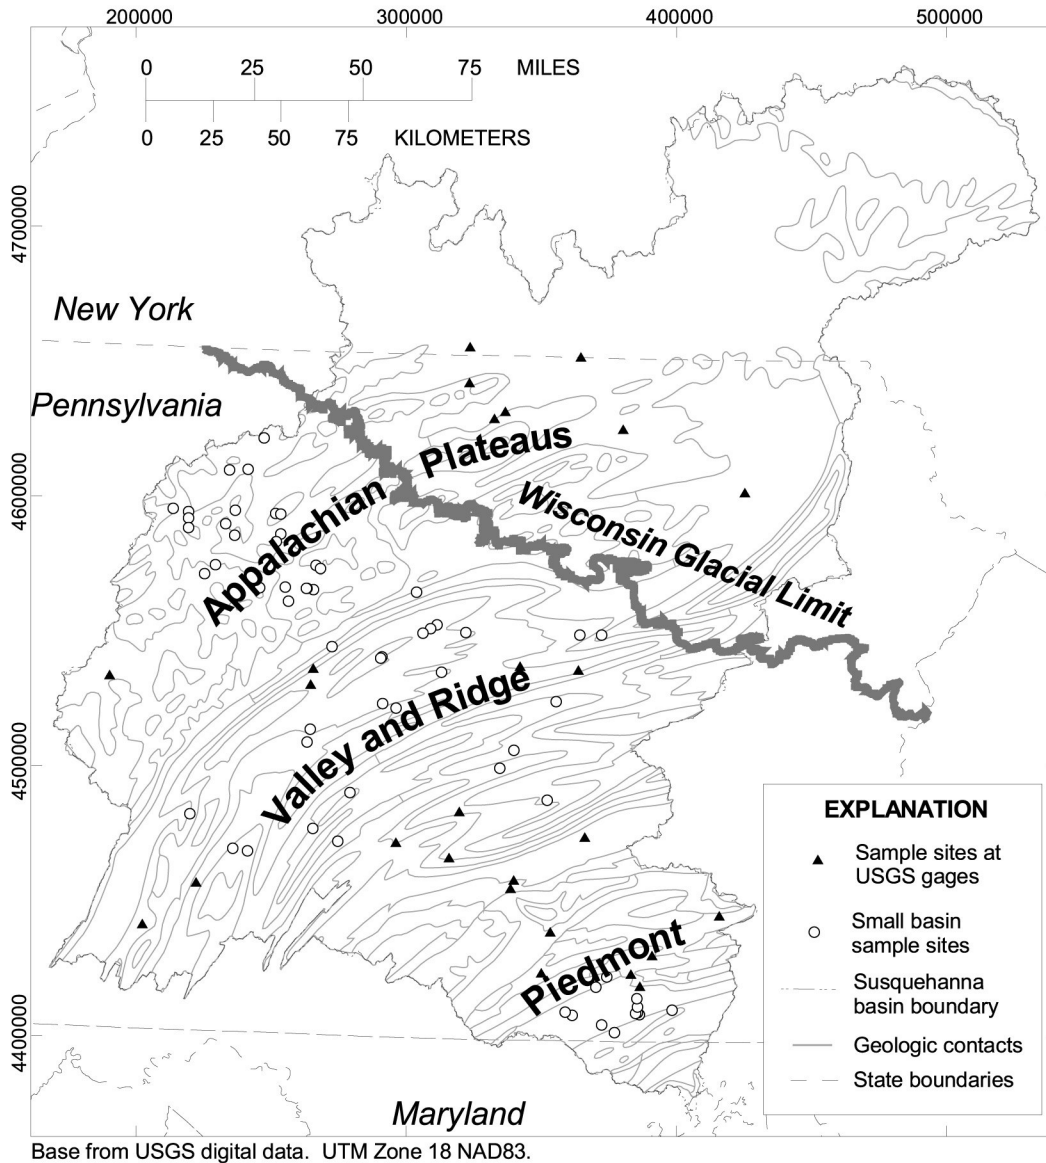 200000 300000 400000 500000
0 25 50 75 MILES
0 25 50 75 KILOMETERS
4700000
New York
Pennsylvania
Plateaus
4600000
Appalachian
Wisconsin Glacial Limit
Valley and Ridge
4500000
EXPLANATION
Sample sites at
USGS gages
Small basin
sample sites
Susquehanna
basin boundary
Geologic contacts
State boundaries
Piedmont
4400000
Maryland
Base from USGS digital data. UTM Zone 18 NAD83.